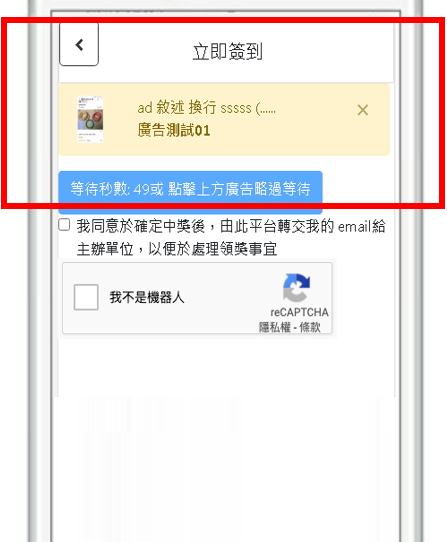 立即簽到
ad 敘述 換行 sssss (......
廣告測試01
×
等待秒數: 49或 點擊上方廣告略過等待
我同意於確定中獎後，由此平台轉交我的 email給
主辦單位，以便於處理領獎事宜
我不是機器人
reCAPTCHA
隱私權 - 條款